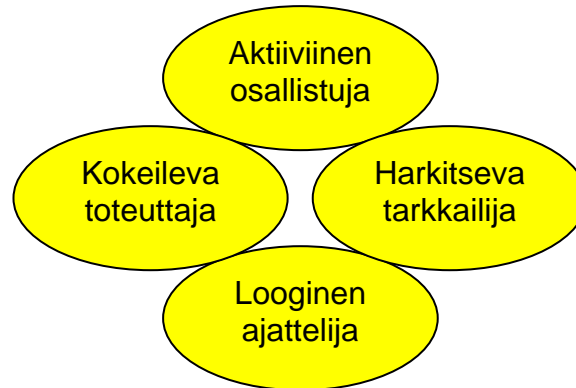 Aktiiviinen
osallistuja
Kokeileva
toteuttaja
Harkitseva
tarkkailija
Looginen
ajattelija